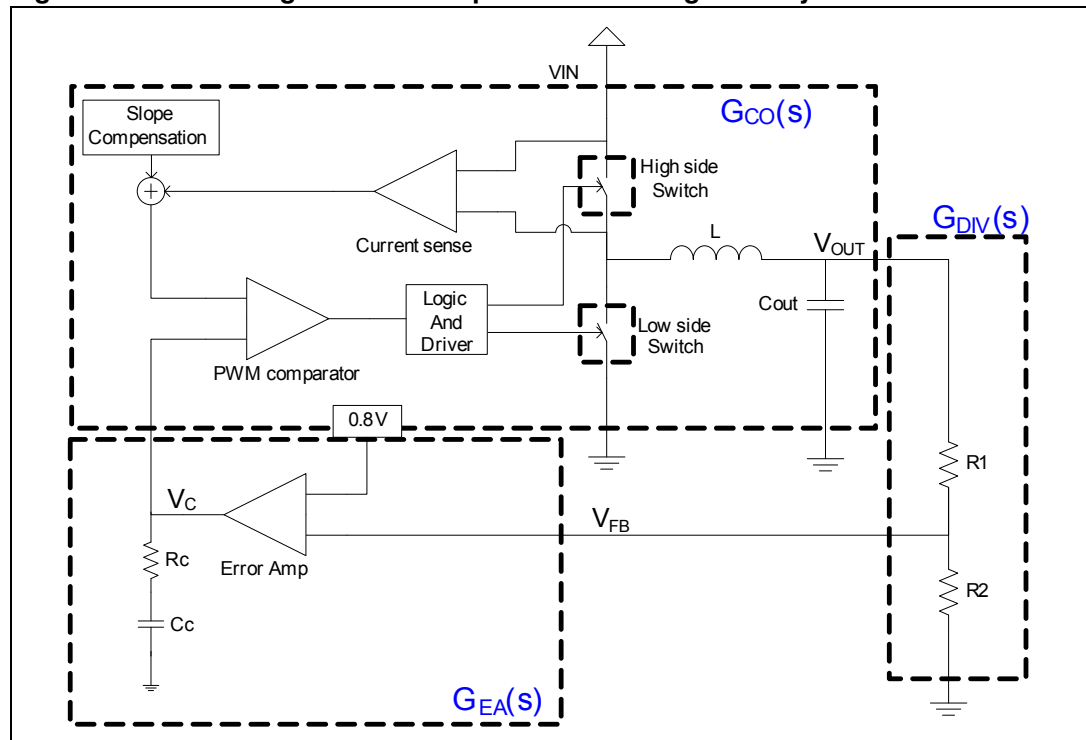 VIN
GCO(s)
Slope
Compensation
High side
Switch
+
Current sense
GDIV(s)
L
VOUT
Logic
And
Driver
Cout
Low side
Switch
PWM comparator
0.8V
R1
VC
VFB
Rc
Error Amp
R2
Cc
GEA(s)